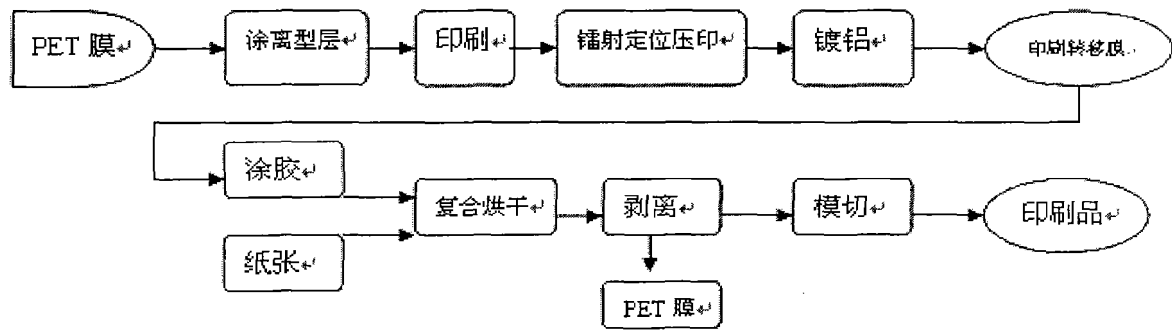 PET 膜
涂离型层
印刷
镭射定位压印
镀铝
印刷转移膜
涂胶
纸张
复合烘干
剥离
模切
印刷品
PET 膜